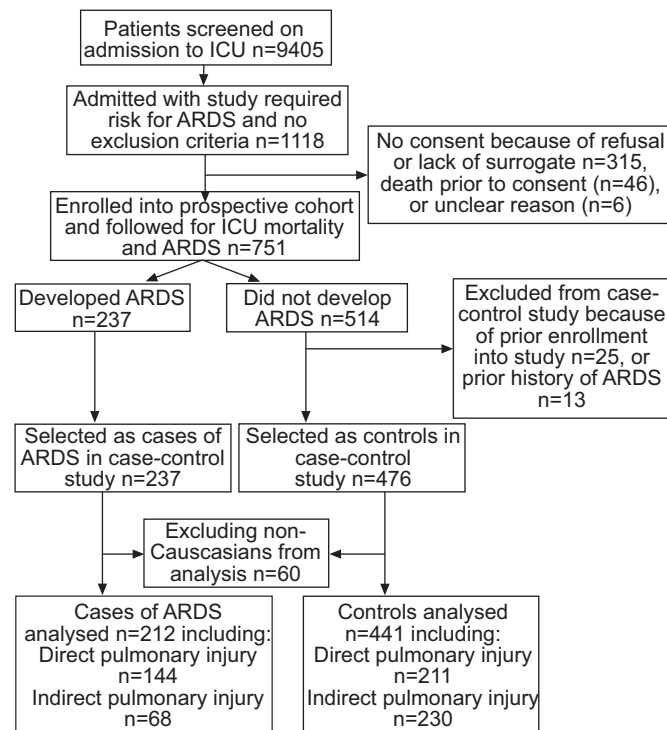 Patients screened on
admission to ICU n=9405
Admitted with study required
risk for ARDS and no
exclusion criteria n=1118
No consent because of refusal
or lack of surrogate n=315,
death prior to consent (n=46),
or unclear reason (n=6)
Enrolled into prospective cohort
and followed for ICU mortality
and ARDS n=751
Developed ARDS
n=237
Did not develop
ARDS n=514
Excluded from case-
control study because
of prior enrollment
into study n=25, or
prior history of ARDS
n=13
Selected as cases of
ARDS in case-control
study n=237
Selected as controls in
case-control
study n=476
Excluding non-
Causcasians from
analysis n=60
Cases of ARDS
analysed n=212 including:
Direct pulmonary injury
n=144
Indirect pulmonary injury
n=68
Controls analysed
n=441 including:
Direct pulmonary injury
n=211
Indirect pulmonary injury
n=230